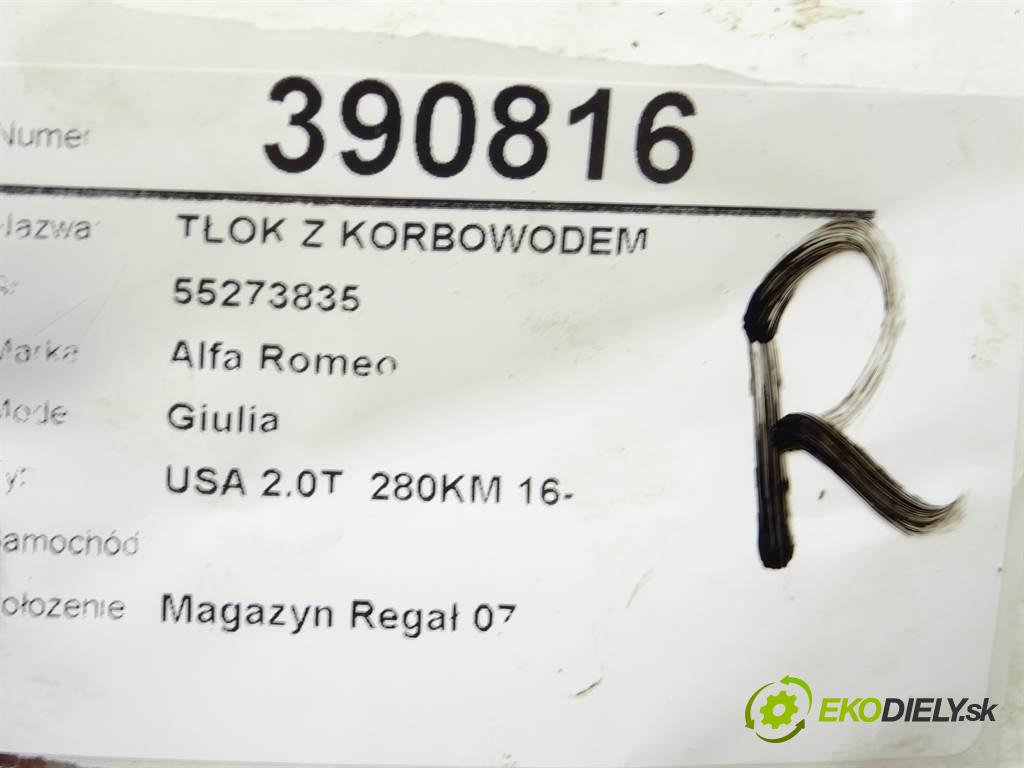 Numer 390816
Nazwa TŁOK Z KORBOWODEM
55273835
Marka Alfa Romeo
Model Giulia
Typ USA 2.0T 280KM 16-
Samochód
Położenie Magazyn Regał 07
R
EKODIELY.sk